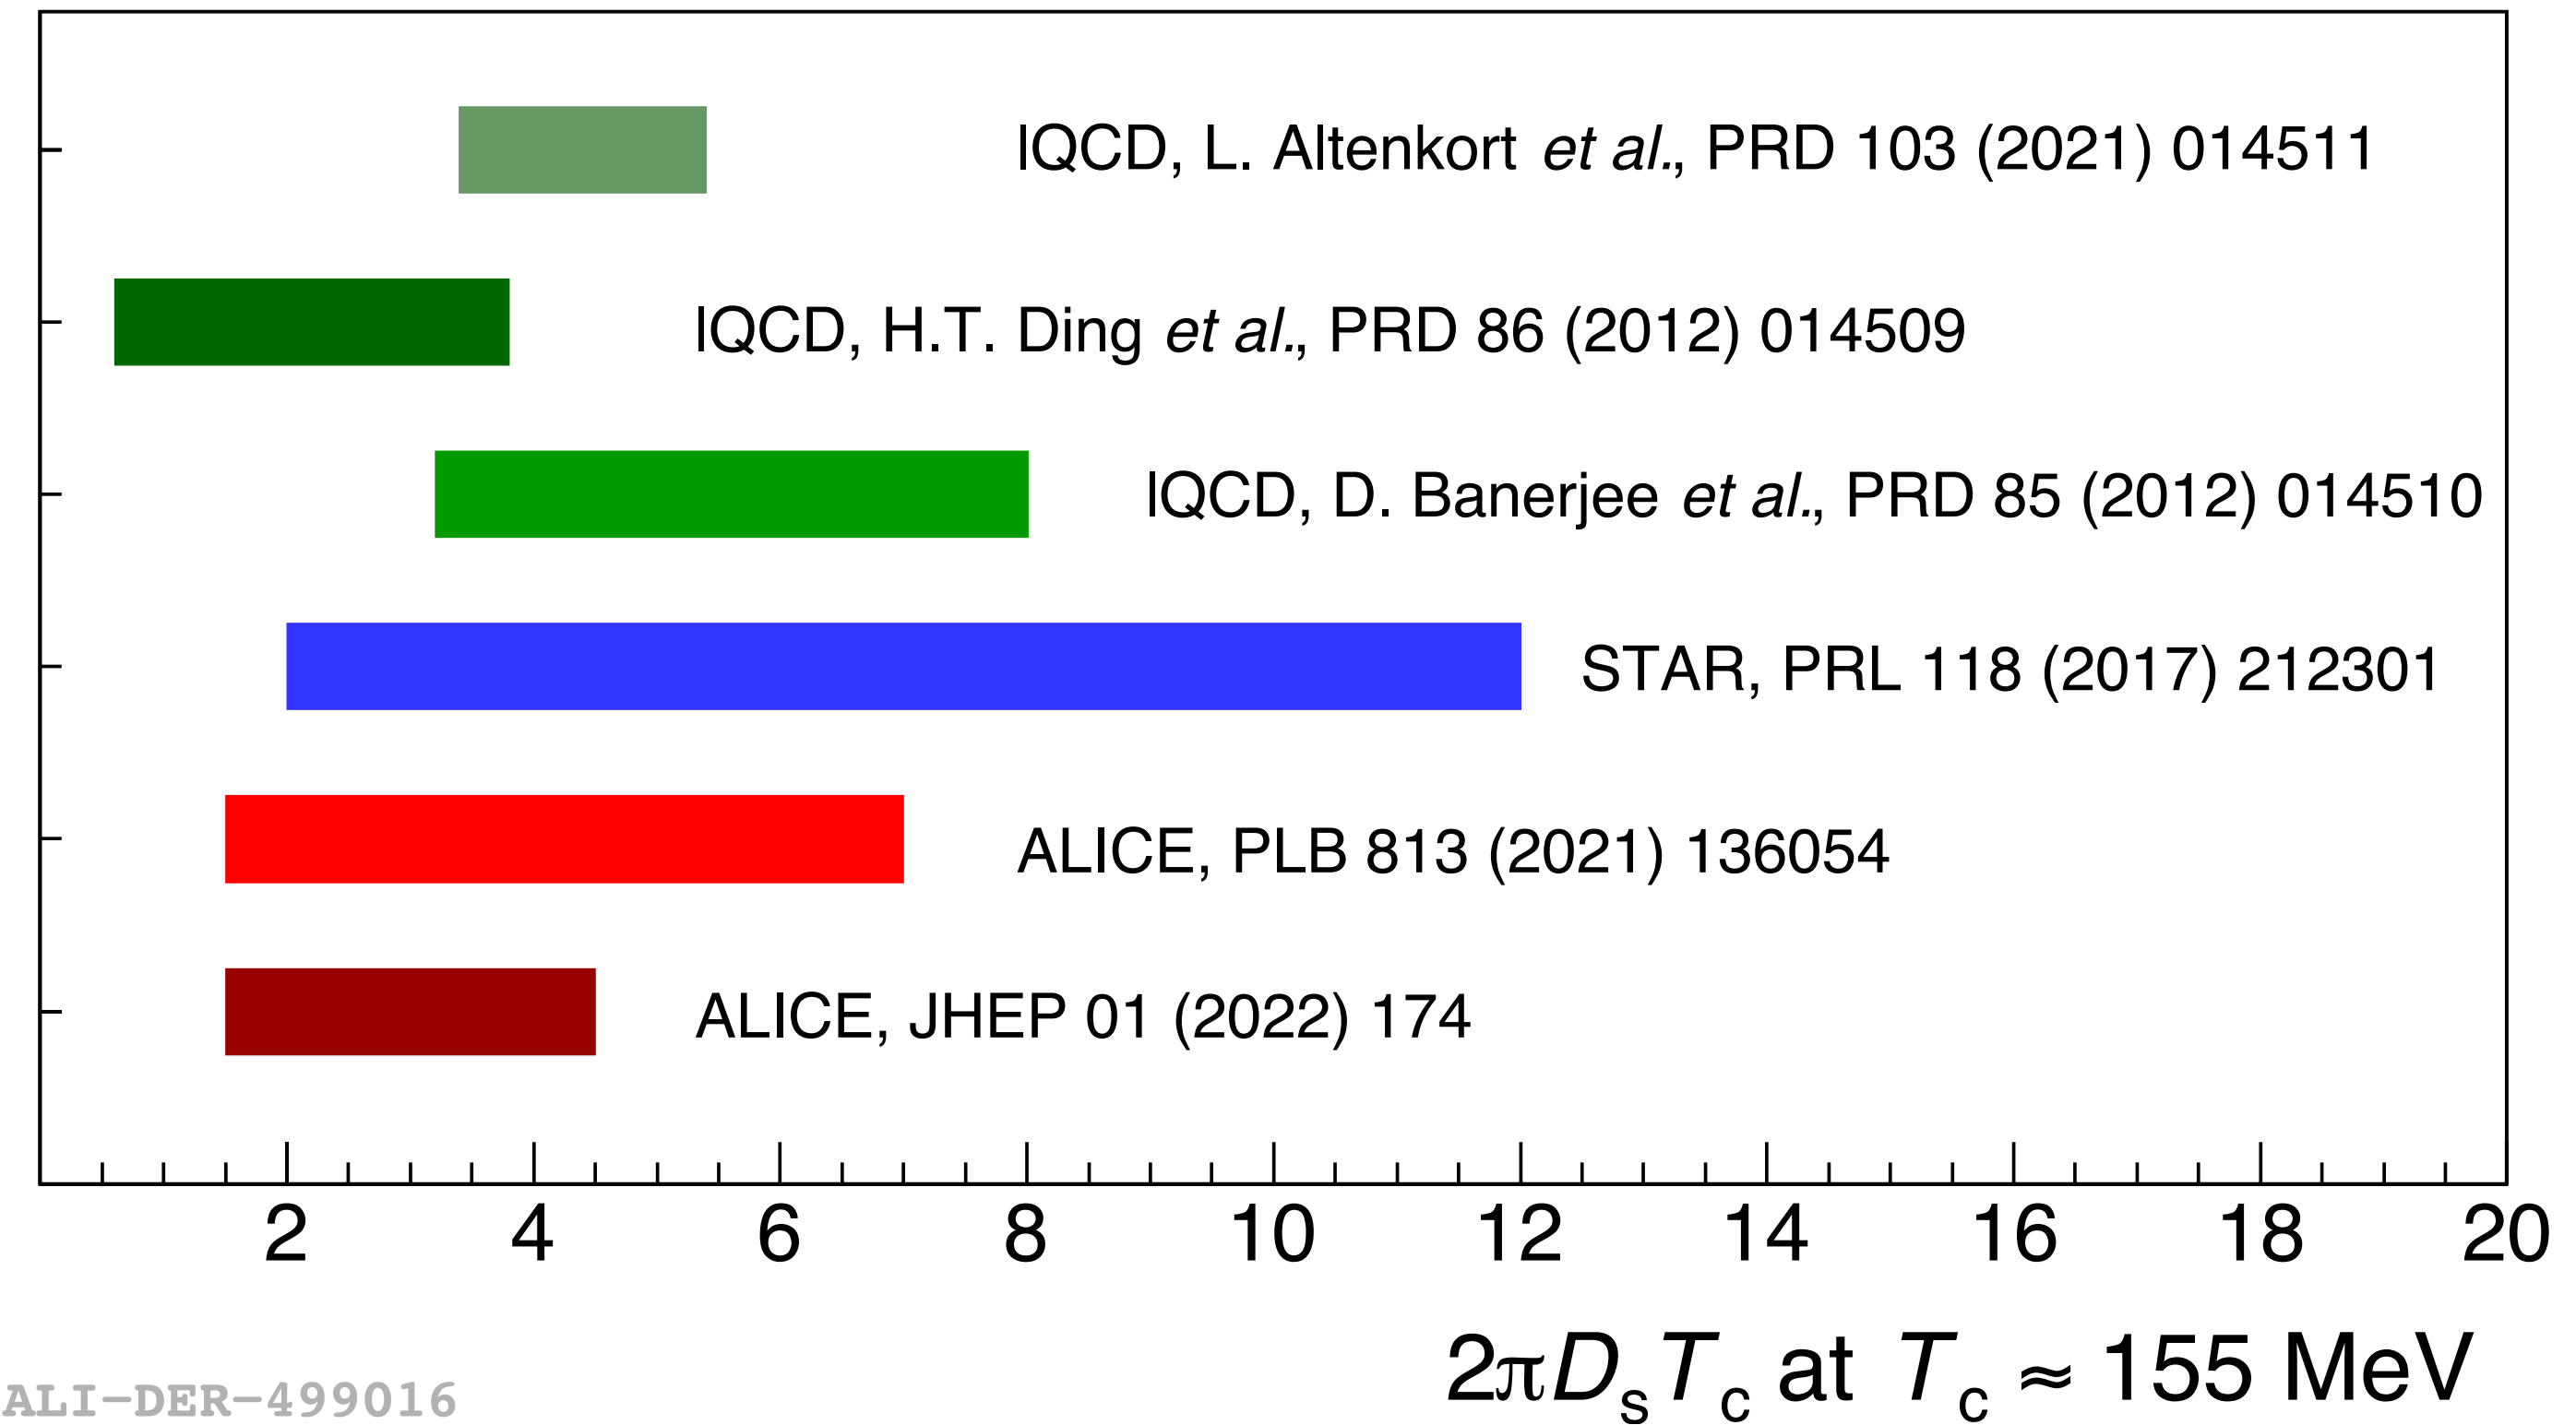 lQCD, L. Altenkort et al., PRD 103 (2021) 014511
lQCD, H.T. Ding et al., PRD 86 (2012) 014509
lQCD, D. Banerjee et al., PRD 85 (2012) 014510
STAR, PRL 118 (2017) 212301
ALICE, PLB 813 (2021) 136054
ALICE, JHEP 01 (2022) 174
2 4 6 8 10 12 14 16 18 20
2πDsTc at Tc ≈ 155 MeV
ALI-DER-499016